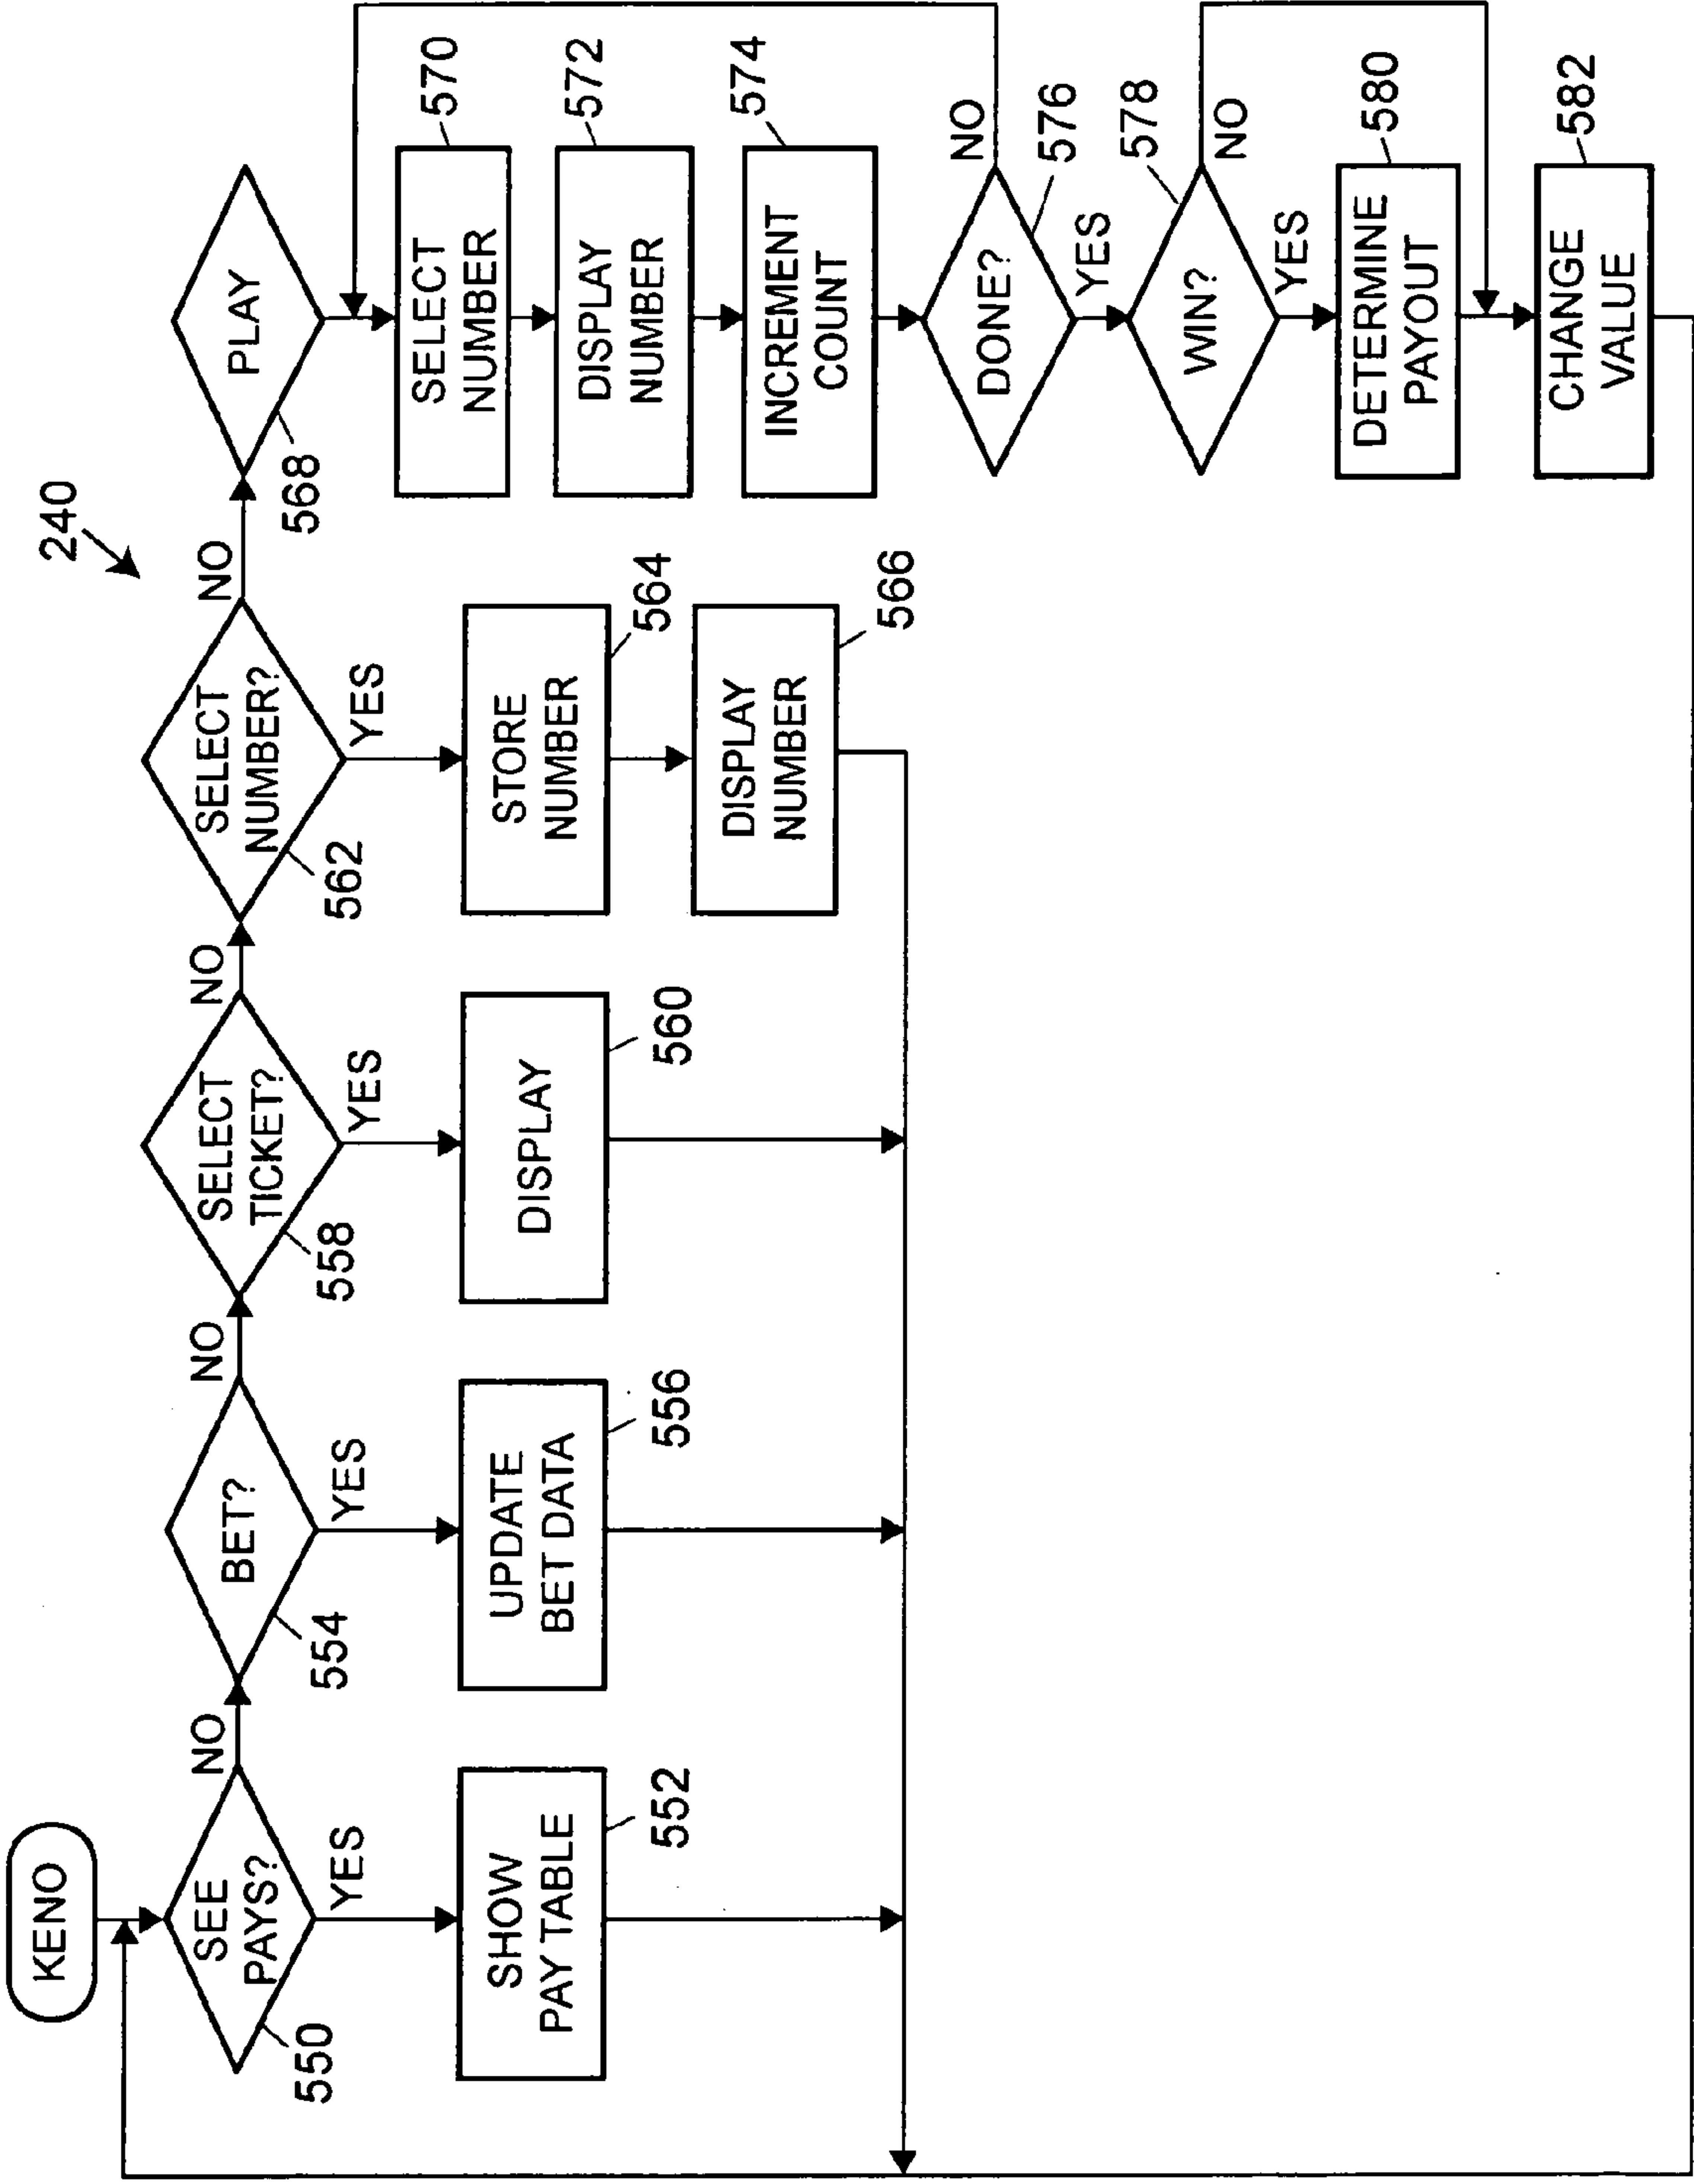 240
KENO
SEE
PAYS?
550
NO
YES
SHOW
PAY TABLE
552
BET?
554
NO
YES
UPDATE
BET DATA
556
SELECT
TICKET?
558
NO
YES
DISPLAY
560
SELECT
NUMBER?
562
NO
YES
STORE
NUMBER
564
DISPLAY
NUMBER
566
PLAY
568
SELECT
NUMBER
570
DISPLAY
NUMBER
572
INCREMENT
COUNT
574
DONE?
576
NO
YES
WIN?
578
NO
YES
DETERMINE
PAYOUT
580
CHANGE
VALUE
582